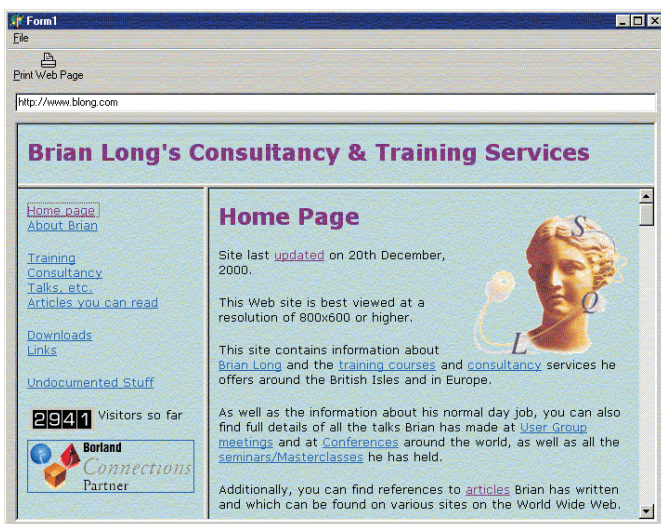 Form1
File
Print Web Page
http://www.blong.com
Brian Long's Consultancy & Training Services
Home page
About Brian
Training
Consultancy
Talks, etc.
Articles you can read
Downloads
Links
Undocumented Stuff
2941 Visitors so far
Borland
Connections
Partner
Home Page
Site last updated on 20th December,
2000.
This Web site is best viewed at a
resolution of 800x600 or higher.
This site contains information about
Brian Long and the training courses and consultancy services he
offers around the British Isles and in Europe.
As well as the information about his normal day job, you can also
find full details of all the talks Brian has made at User Group
meetings and at Conferences around the world, as well as all the
seminars/Masterclasses he has held.
Additionally, you can find references to articles Brian has written
and which can be found on various sites on the World Wide Web.
S
Q
L